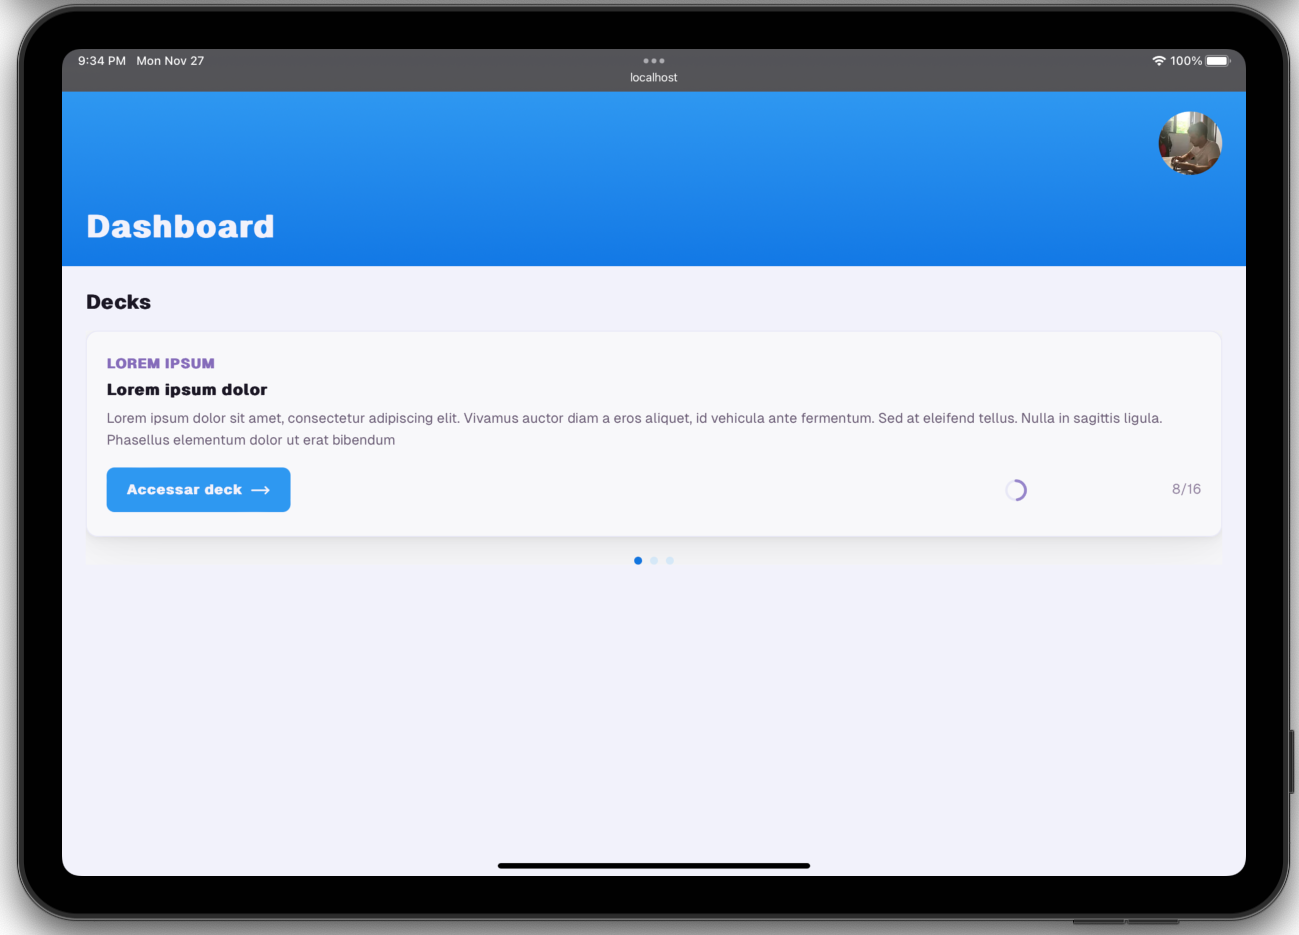 9:34 PM Mon Nov 27
localhost
100%
Dashboard
Decks
LOREM IPSUM
Lorem ipsum dolor
Lorem ipsum dolor sit amet, consectetur adipiscing elit. Vivamus auctor diam a eros aliquet, id vehicula ante fermentum. Sed at eleifend tellus. Nulla in sagittis ligula.
Phasellus elementum dolor ut erat bibendum
Accessar deck →
8/16